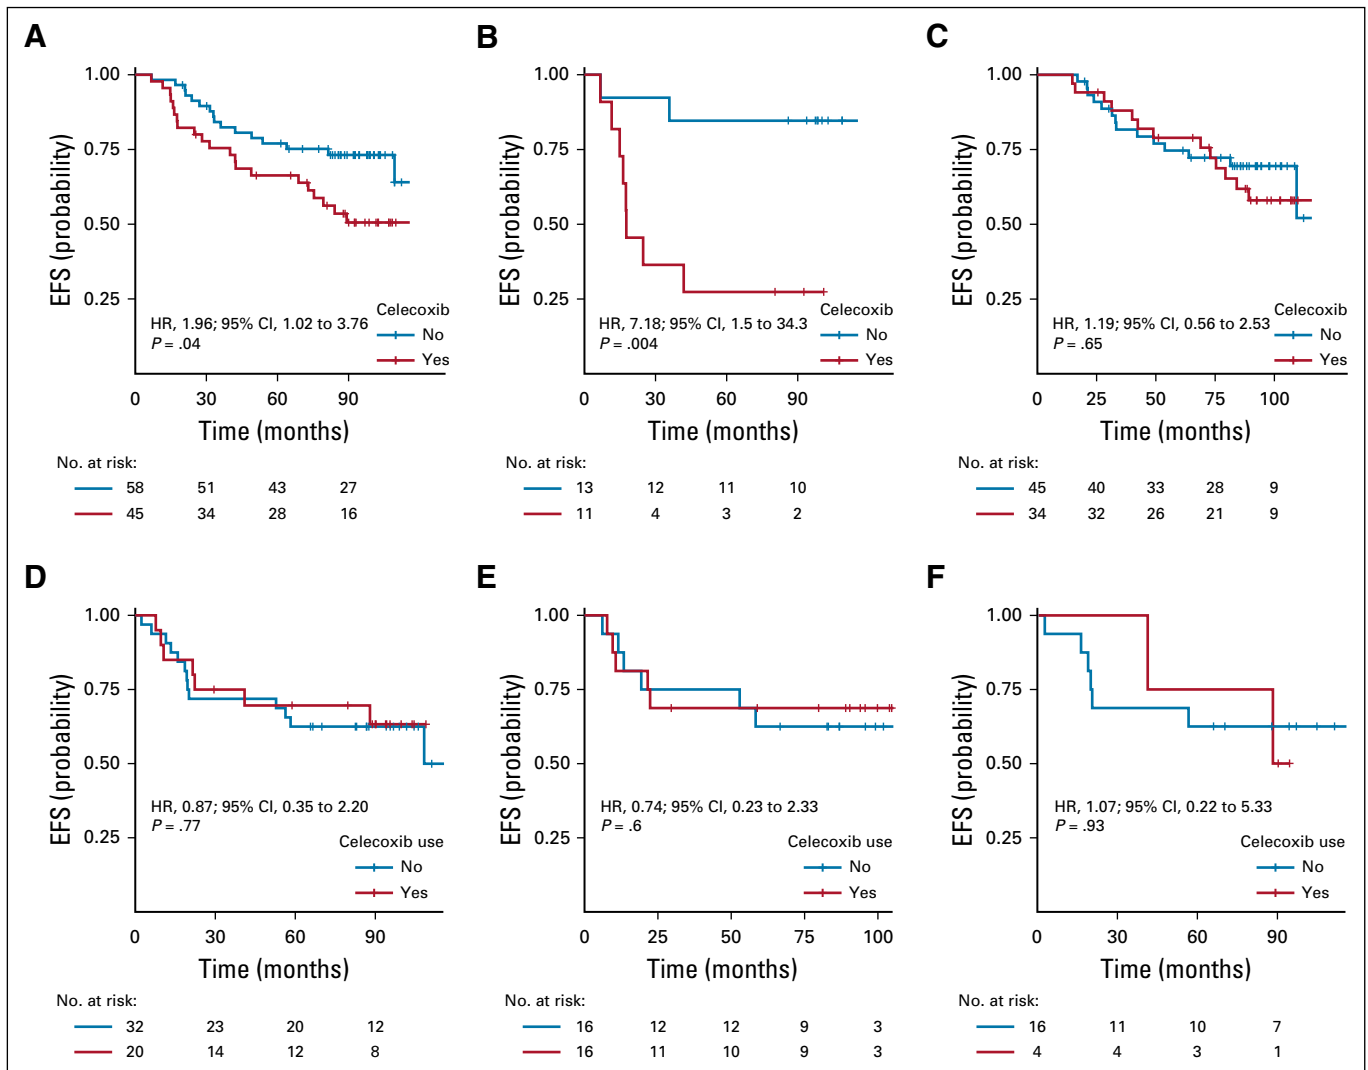 A
1.00
0.75
0.50
0.25
EFS (probability)
HR, 1.96; 95% CI, 1.02 to 3.76
P = .04
Celecoxib
No
Yes
0 30 60 90
Time (months)
No. at risk:
58 51 43 27
45 34 28 16
B
1.00
0.75
0.50
0.25
EFS (probability)
HR, 7.18; 95% CI, 1.5 to 34.3
P = .004
Celecoxib
No
Yes
0 30 60 90
Time (months)
No. at risk:
13 12 11 10
11 4 3 2
C
1.00
0.75
0.50
0.25
EFS (probability)
HR, 1.19; 95% CI, 0.56 to 2.53
P = .65
Celecoxib
No
Yes
0 25 50 75 100
Time (months)
No. at risk:
45 40 33 28 9
34 32 26 21 9
D
1.00
0.75
0.50
0.25
EFS (probability)
HR, 0.87; 95% CI, 0.35 to 2.20
P = .77
Celecoxib use
No
Yes
0 30 60 90
Time (months)
No. at risk:
32 23 20 12
20 14 12 8
E
1.00
0.75
0.50
0.25
EFS (probability)
HR, 0.74; 95% CI, 0.23 to 2.33
P = .6
Celecoxib use
No
Yes
0 25 50 75 100
Time (months)
No. at risk:
16 12 12 9 3
16 11 10 9 3
F
1.00
0.75
0.50
0.25
EFS (probability)
HR, 1.07; 95% CI, 0.22 to 5.33
P = .93
Celecoxib use
No
Yes
0 30 60 90
Time (months)
No. at risk:
16 11 10 7
4 4 3 1